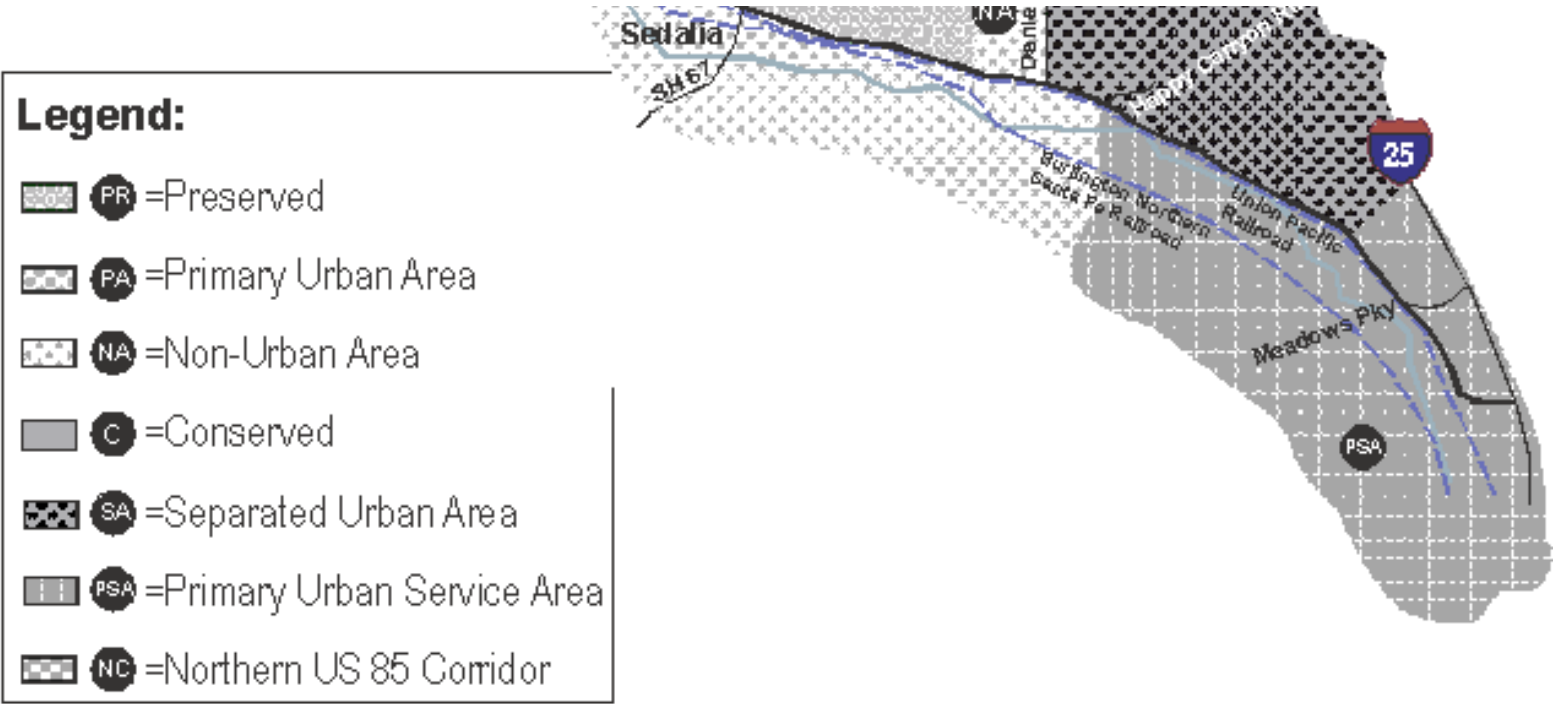 Legend:
PR =Preserved
PA =Primary Urban Area
NA =Non-Urban Area
C =Conserved
SA =Separated Urban Area
PSA =Primary Urban Service Area
NC =Northern US 85 Corridor
Sedalia
SH 67
NA
Danie
Happy Canyon
25
Burlington Northern
Santa Fe Railroad
Union Pacific
Railroad
Meadows Pky
PSA